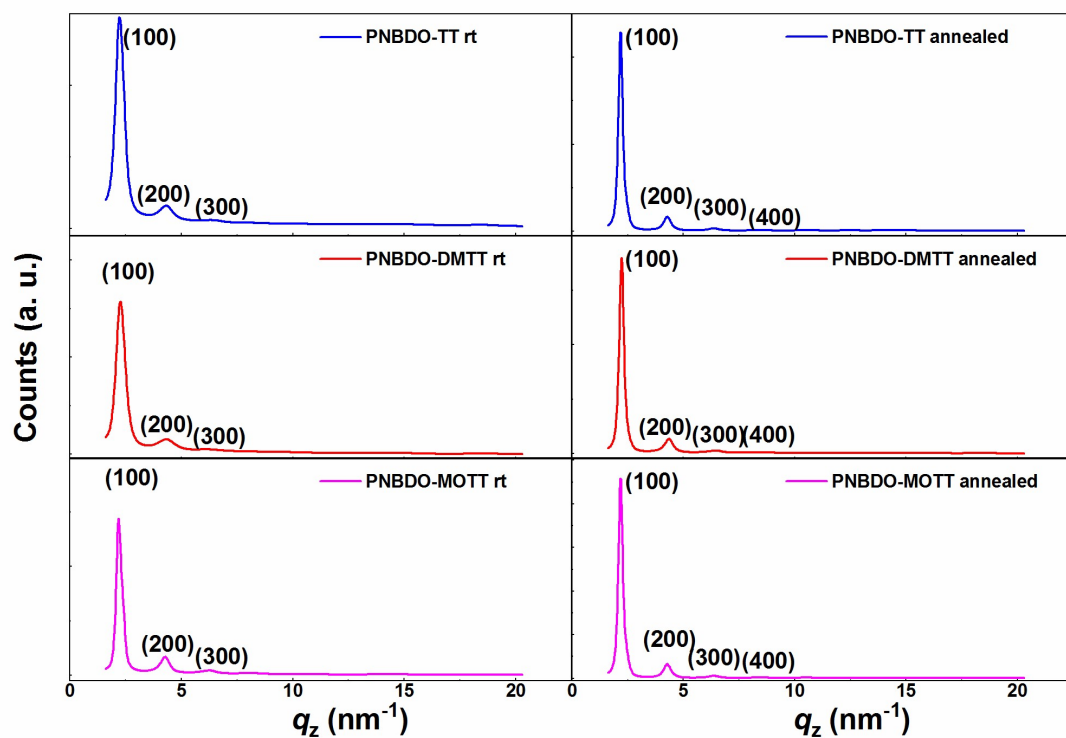 Counts (a. u.)
PNBDO-TT rt
(100)
(200)
(300)
PNBDO-TT annealed
(100)
(200)
(300)
(400)
PNBDO-DMTT rt
(100)
(200)
(300)
PNBDO-DMTT annealed
(100)
(200)
(300)
(400)
PNBDO-MOTT rt
(100)
(200)
(300)
PNBDO-MOTT annealed
(100)
(200)
(300)
(400)
0 5 10 15 20
0 5 10 15 20
qz (nm-1)
qz (nm-1)